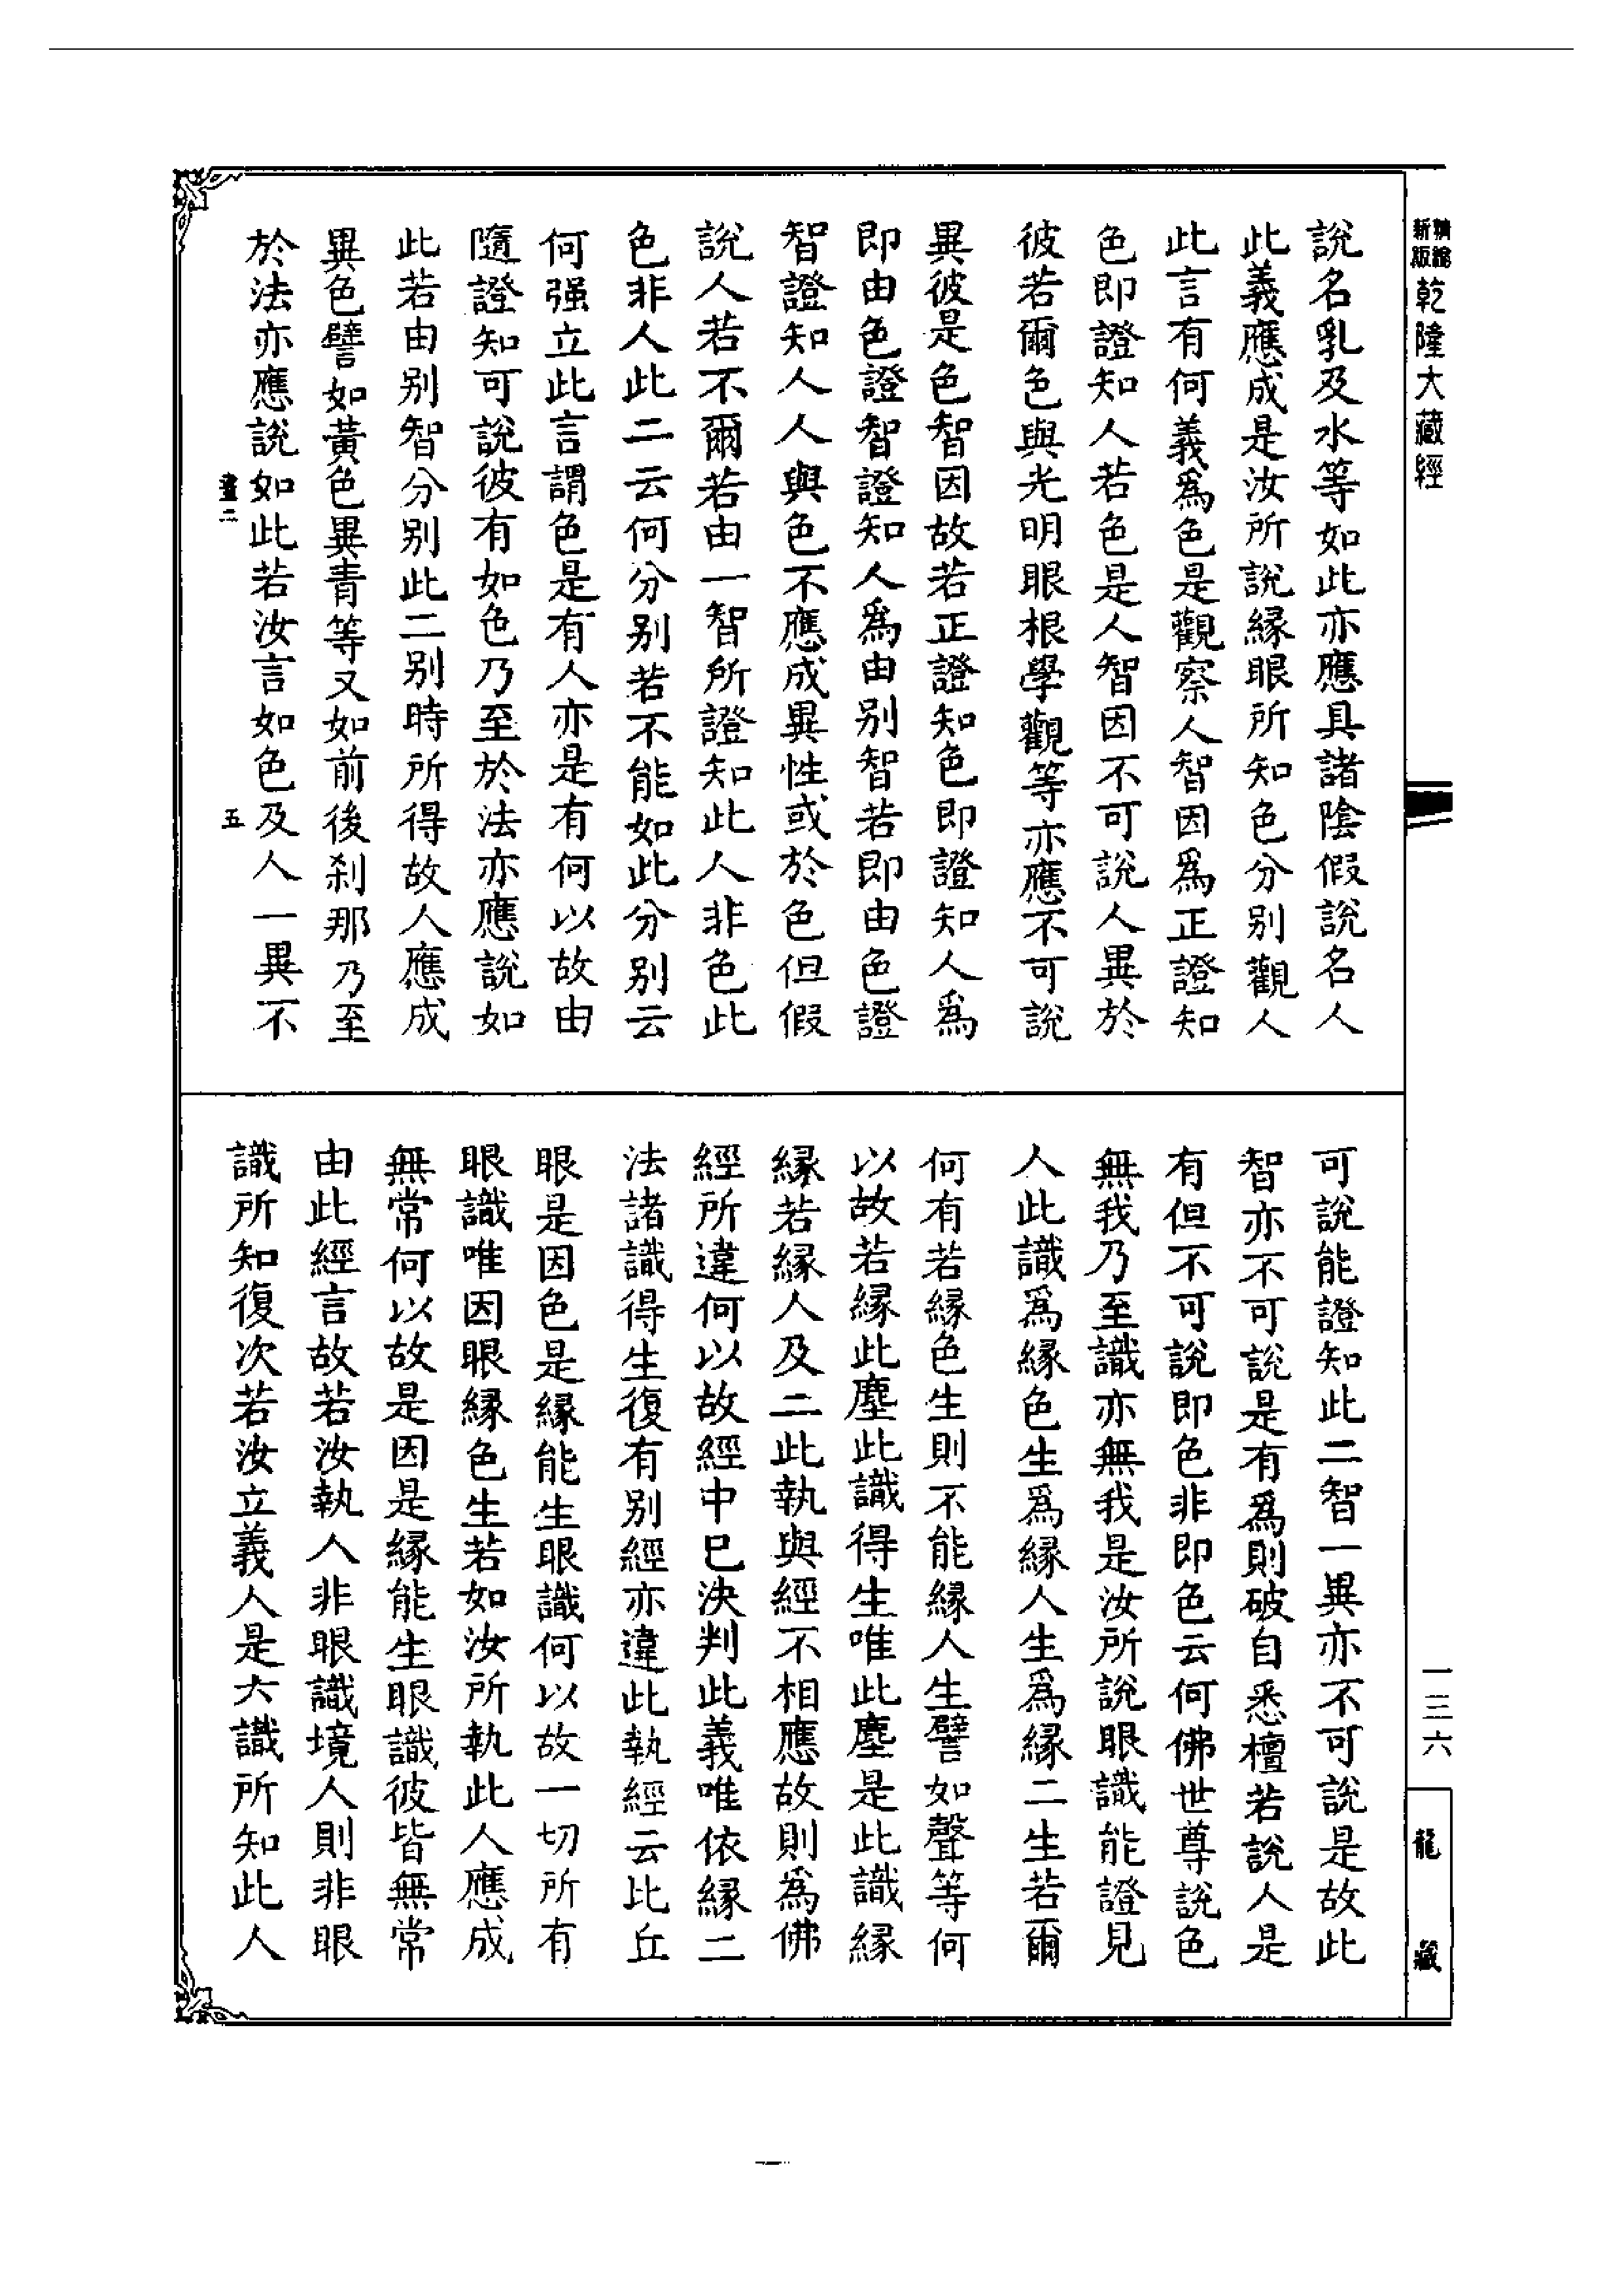 新版精縮乾隆大藏經
說名乳及水等如此亦應具諸陰假說名人
此義應成是汝所說緣眼所知色分別觀人
此言有何義為色是觀察人智因為正證知
色即證知人若色是人智因不可說人異於
彼若爾色與光明眼根學觀等亦應不可說
異彼是色智因故若正證知色即證知人為
即由色證智證知人為由別智若即由色證
智證知人人與色不應成異性或於色但假
說人若不爾若由一智所證知此人非色此
色非人此二云何分別若不能如此分別云
何强立此言謂色是有人亦是有何以故由
隨證知可說彼有如色乃至於法亦應說如
此若由別智分別此二別時所得故人應成
異色譬如黃色異青等又如前後刹那乃至
於法亦應說如此若汝言如色及人一異不
畫二 五
可說能證知此二智一異亦不可說是故此
智亦不可說是有為則破自悉檀若說人是
有但不可說即色非即色云何佛世尊說色
無我乃至識亦無我是汝所說眼識能證見
人此識為緣色生為緣人生為緣二生若爾
何有若緣色生則不能緣人生譬如聲等何
以故若緣此塵此識得生唯此塵是此識緣
緣若緣人及二此執與經不相應故則為佛
經所違何以故經中已決判此義唯依緣二
法諸識得生復有別經亦違此執經云比丘
眼是因色是緣能生眼識何以故一切所有
眼識唯因眼緣色生若如汝所執此人應成
無常何以故是因是緣能生眼識彼皆無常
由此經言故若汝執人非眼識境人則非眼
識所知復次若汝立義人是六識所知此人
一三六
龍藏